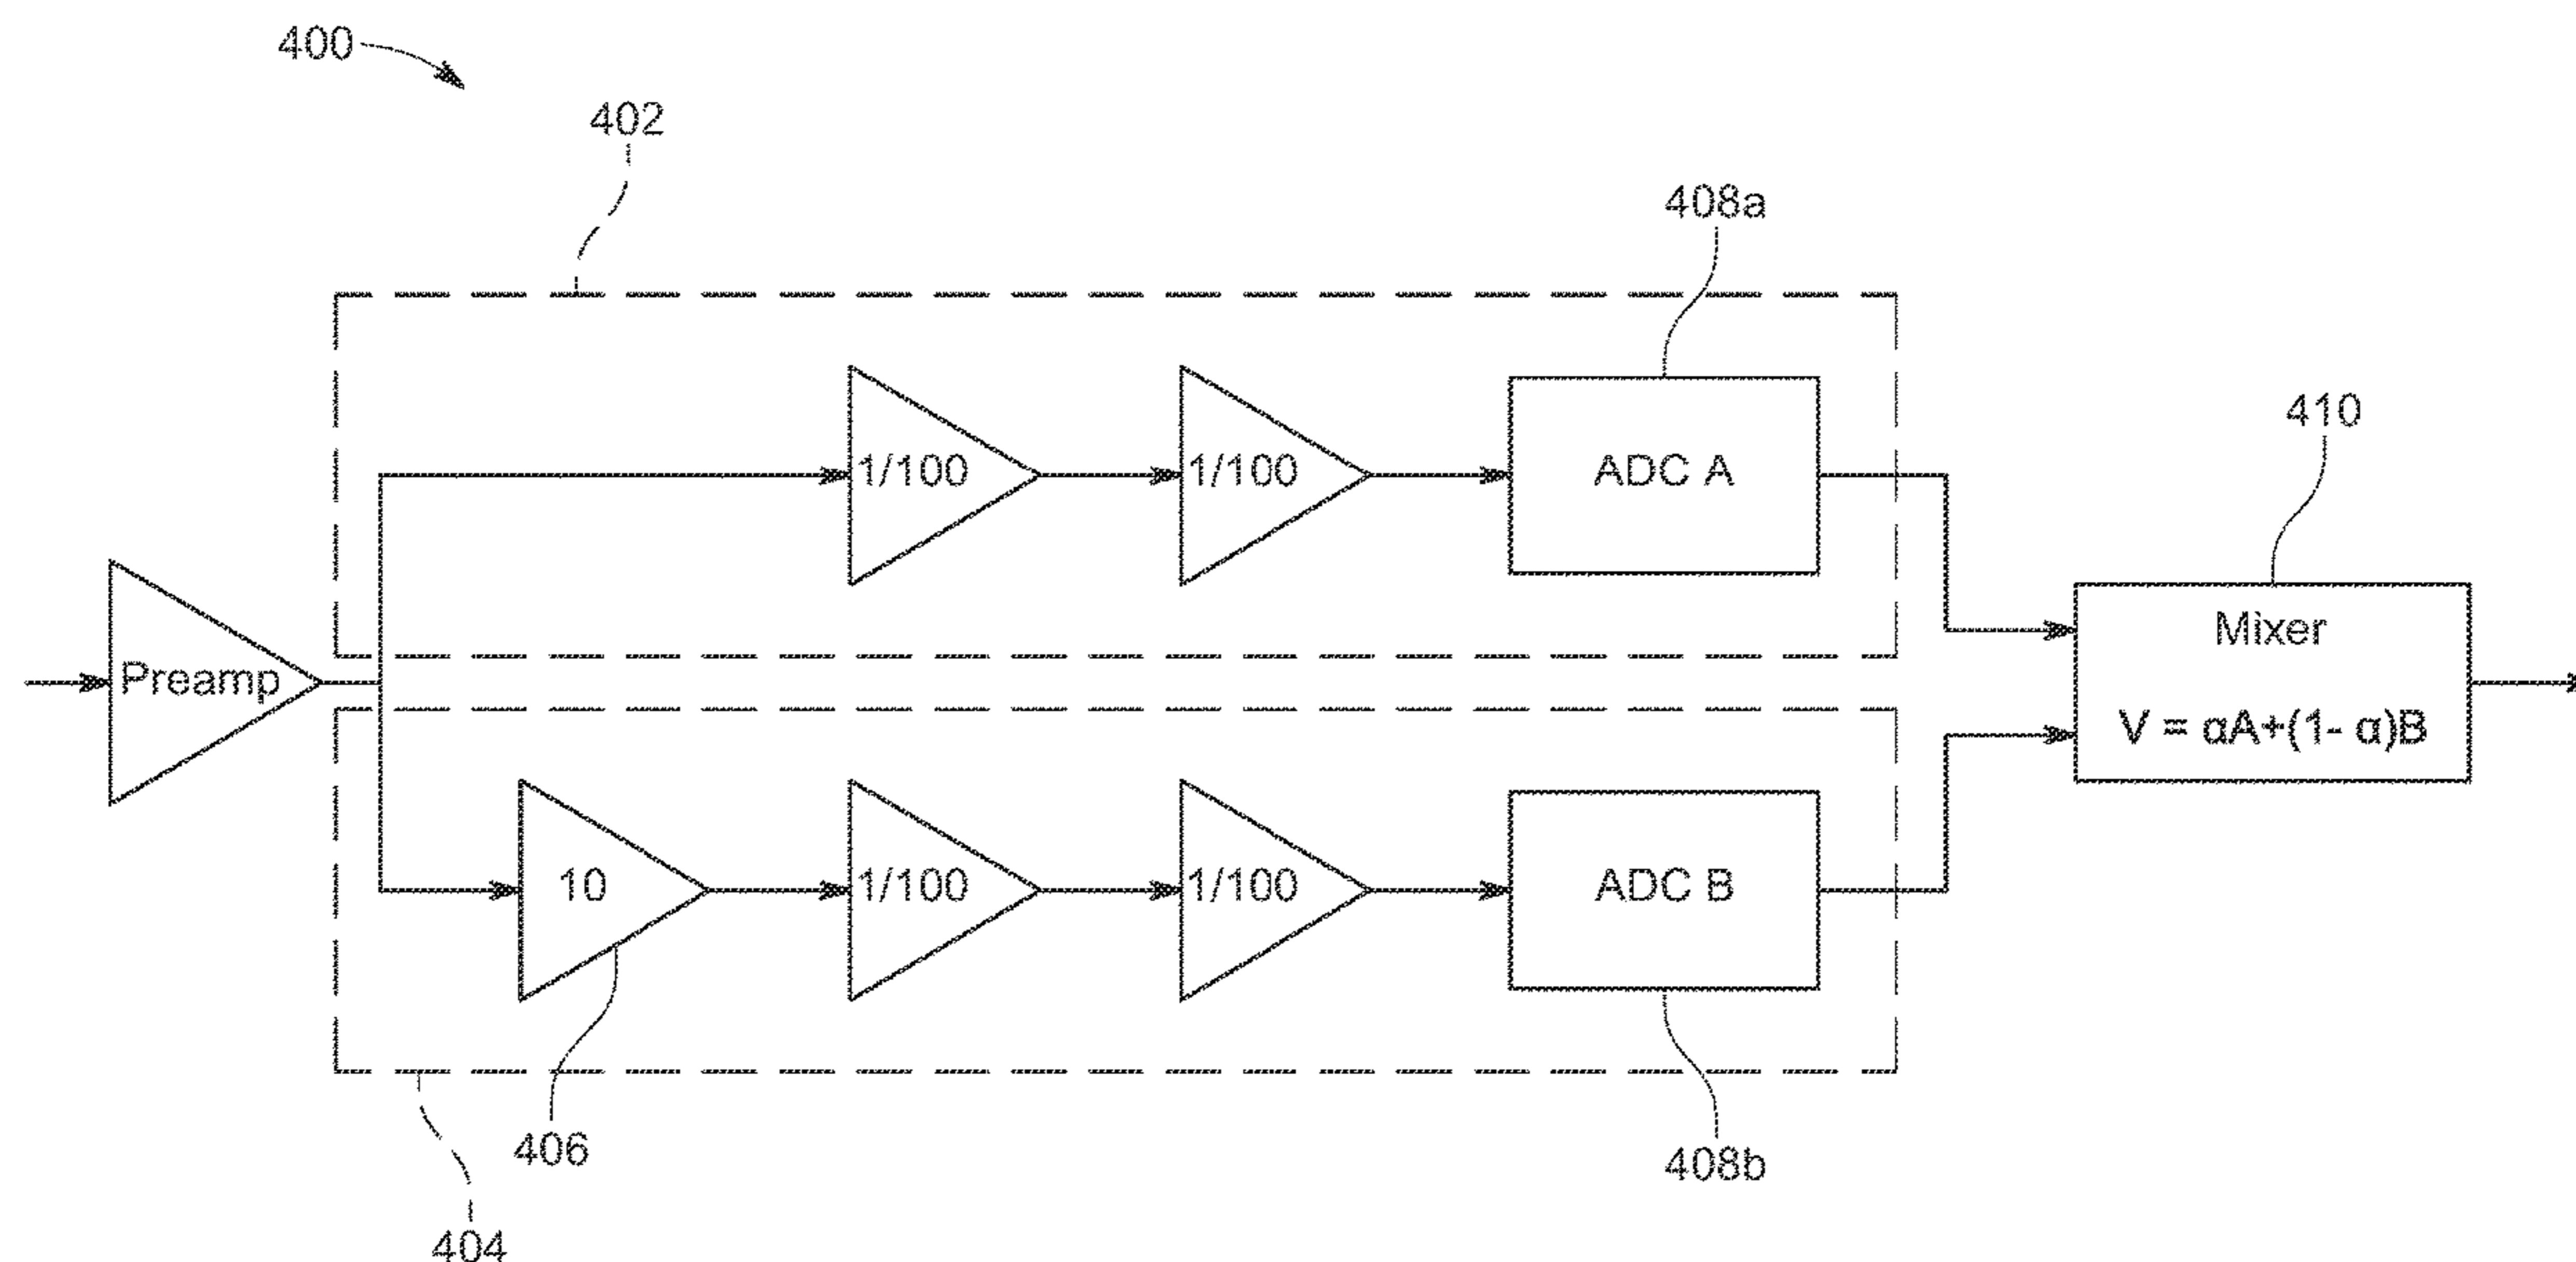 400
402
408a
1/100
1/100
ADC A
410
Mixer
V = αA+(1- α)B
Preamp
10
1/100
1/100
ADC B
406
408b
404